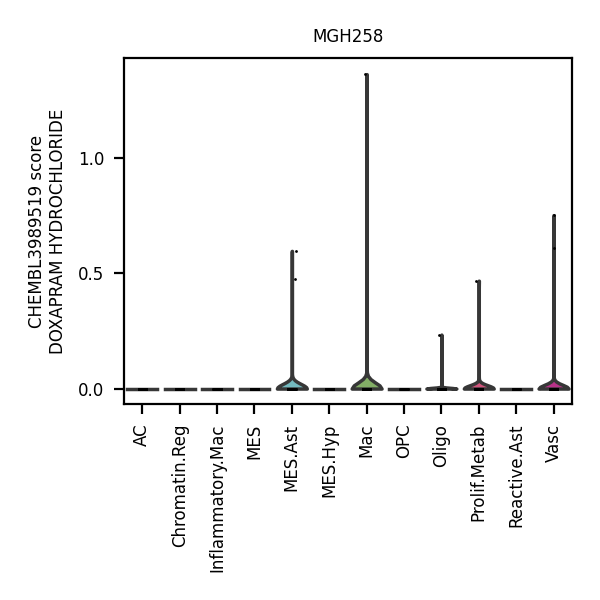 MGH258
CHEMBL3989519 score
DOXAPRAM HYDROCHLORIDE
1.0
0.5
0.0
AC
Chromatin.Reg
Inflammatory.Mac
MES
MES.Ast
MES.Hyp
Mac
OPC
Oligo
Prolif.Metab
Reactive.Ast
Vasc